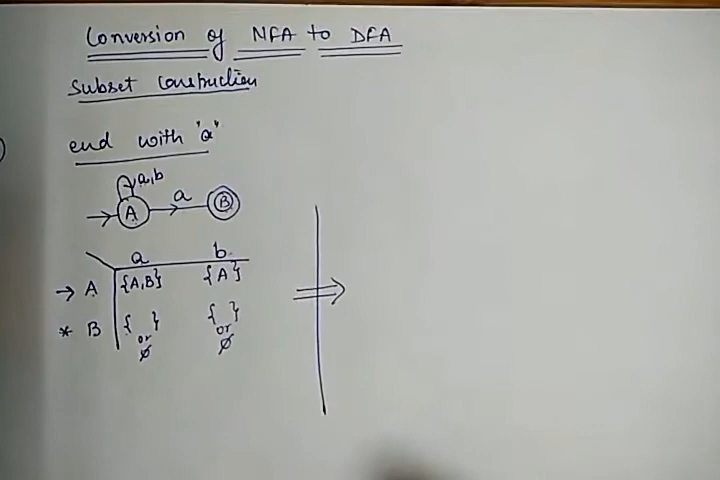 Conversion of NFA to DFA
Subset Construction
end with "a"
a,b
A a B
a b
→ A {A,B} {A}
* B { } { }
or or
ø ø